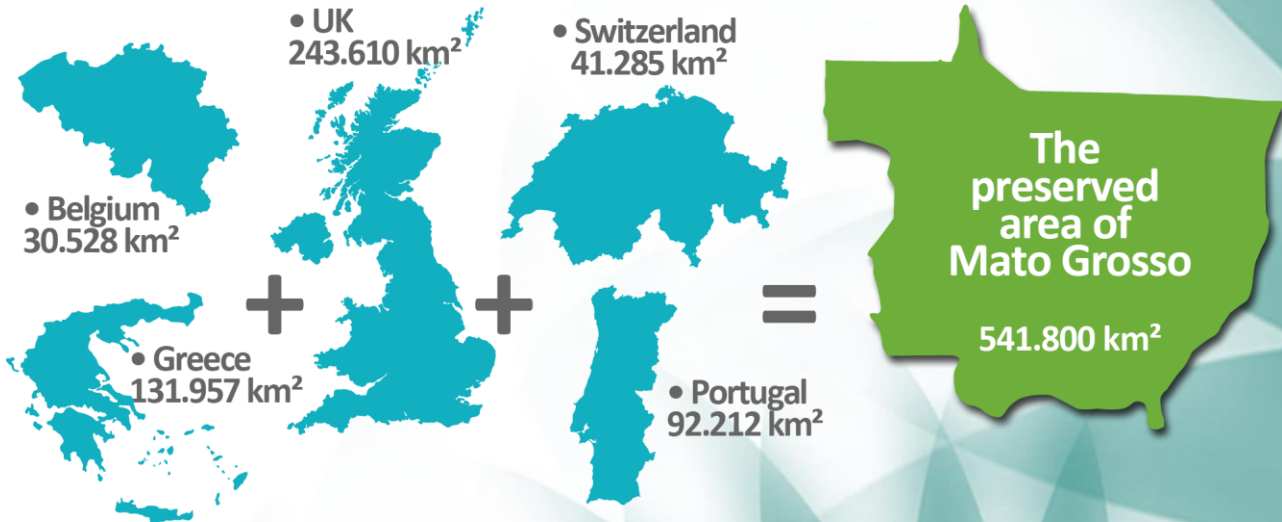 • Belgium
30.528 km²
• Greece
131.957 km²
+
• UK
243.610 km²
+
• Switzerland
41.285 km²
• Portugal
92.212 km²
=
The
preserved
area of
Mato Grosso
541.800 km²